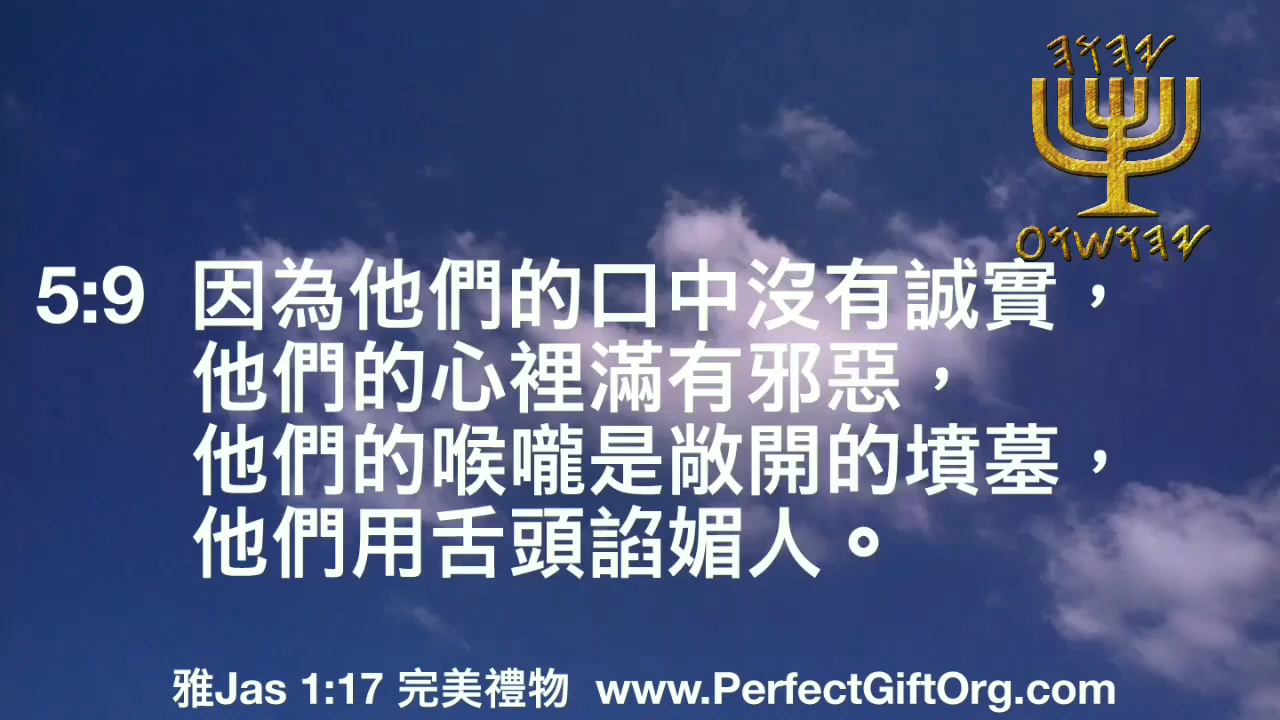 𐤉𐤄𐤅𐤄
𐤉𐤄𐤅𐤔𐤅𐤏
5:9 因為他們的口中沒有誠實，
他們的心裡滿有邪惡，
他們的喉嚨是敞開的墳墓，
他們用舌頭諂媚人。
雅Jas 1:17 完美禮物 www.PerfectGiftOrg.com